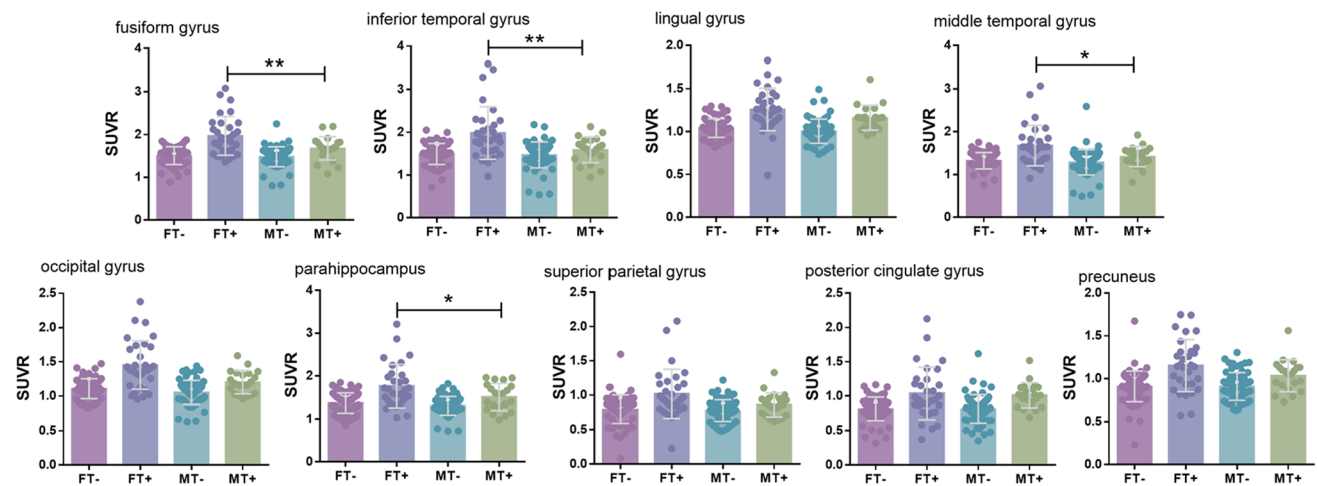 fusiform gyrus
4
3
2
1
0
SUVR
**
FT-
FT+
MT-
MT+
inferior temporal gyrus
4
3
2
1
0
SUVR
**
FT-
FT+
MT-
MT+
lingual gyrus
2.0
1.5
1.0
0.5
0.0
SUVR
FT-
FT+
MT-
MT+
middle temporal gyrus
4
3
2
1
0
SUVR
*
FT-
FT+
MT-
MT+
occipital gyrus
2.5
2.0
1.5
1.0
0.5
0.0
SUVR
FT-
FT+
MT-
MT+
parahippocampus
4
3
2
1
0
SUVR
*
FT-
FT+
MT-
MT+
superior parietal gyrus
2.5
2.0
1.5
1.0
0.5
0.0
SUVR
FT-
FT+
MT-
MT+
posterior cingulate gyrus
2.5
2.0
1.5
1.0
0.5
0.0
SUVR
FT-
FT+
MT-
MT+
precuneus
2.0
1.5
1.0
0.5
0.0
SUVR
FT-
FT+
MT-
MT+